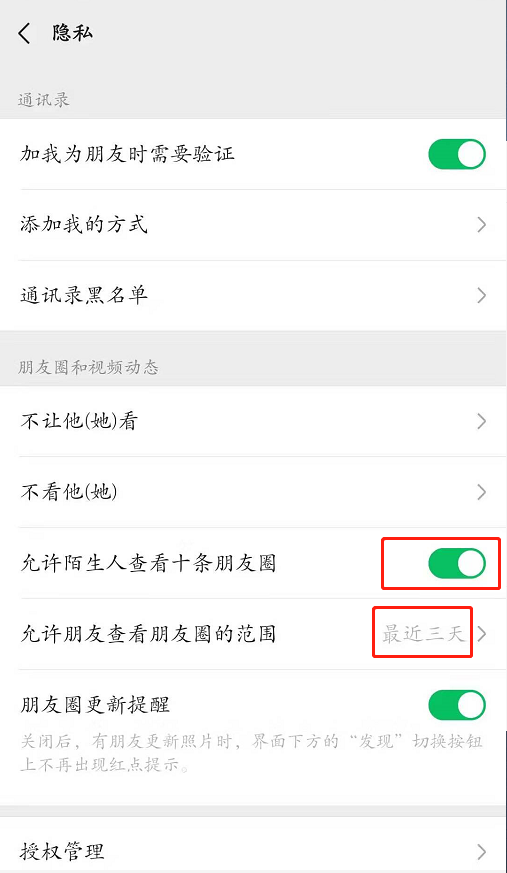 隐私
通讯录
加我为朋友时需要验证
添加我的方式
通讯录黑名单
朋友圈和视频动态
不让他(她)看
不看他(她)
允许陌生人查看十条朋友圈
允许朋友查看朋友圈的范围 最近三天
朋友圈更新提醒
关闭后，有朋友更新照片时，界面下方的“发现”切换按钮
上不再出现红点提示。
授权管理